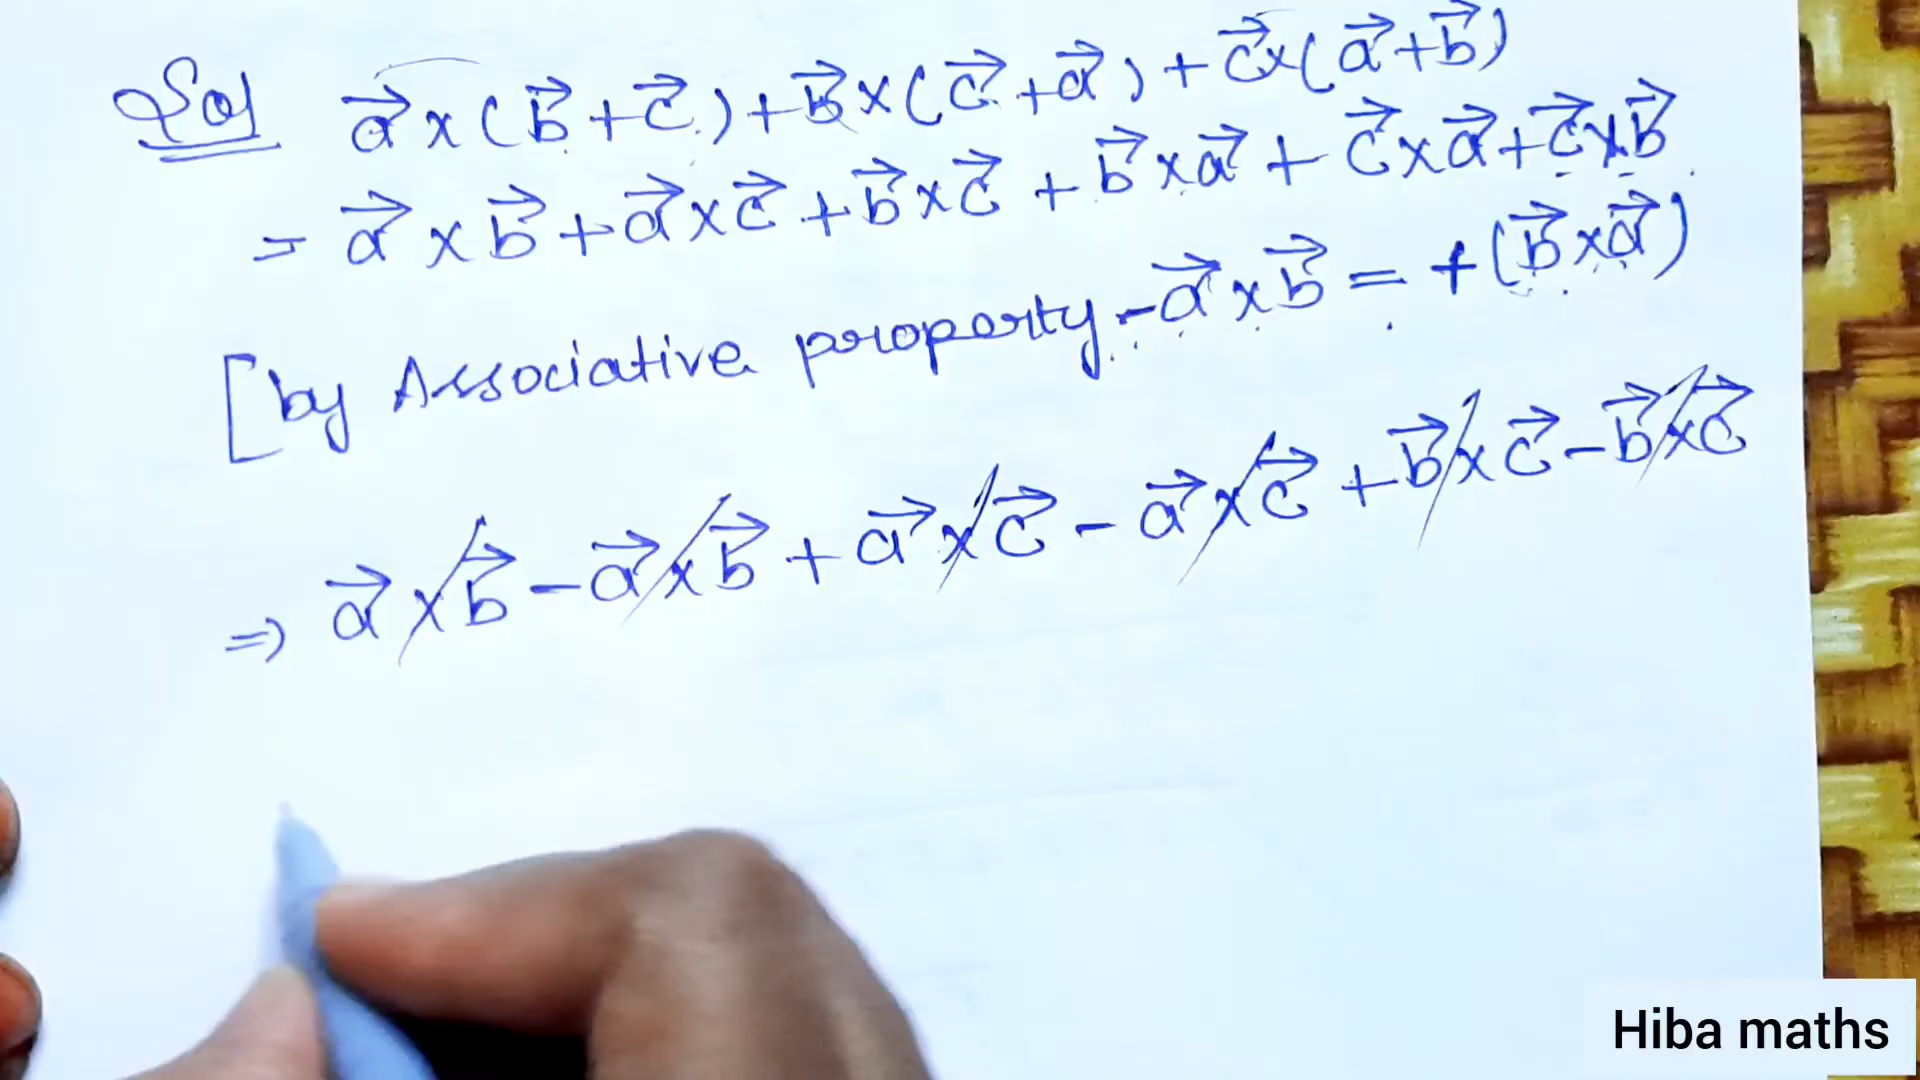 Sol a⃗ × (b⃗ + c⃗) + b⃗ × (c⃗ + a⃗) + c⃗ × (a⃗ + b⃗)
= a⃗ × b⃗ + a⃗ × c⃗ + b⃗ × c⃗ + b⃗ × a⃗ + c⃗ × a⃗ + c⃗ × b⃗
[by Associative property - a⃗ × b⃗ = + (b⃗ × a⃗)
⇒ a⃗ × b⃗ - a⃗ × b⃗ + a⃗ × c⃗ - a⃗ × c⃗ + b⃗ × c⃗ - b⃗ × c⃗
Hiba maths